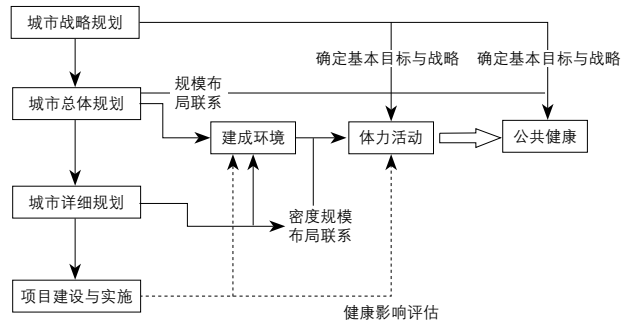 城市战略规划
确定基本目标与战略
确定基本目标与战略
规模布
局联系
城市总体规划
建成环境
体力活动
公共健康
城市详细规划
密度规模
布局联系
项目建设与实施
健康影响评估